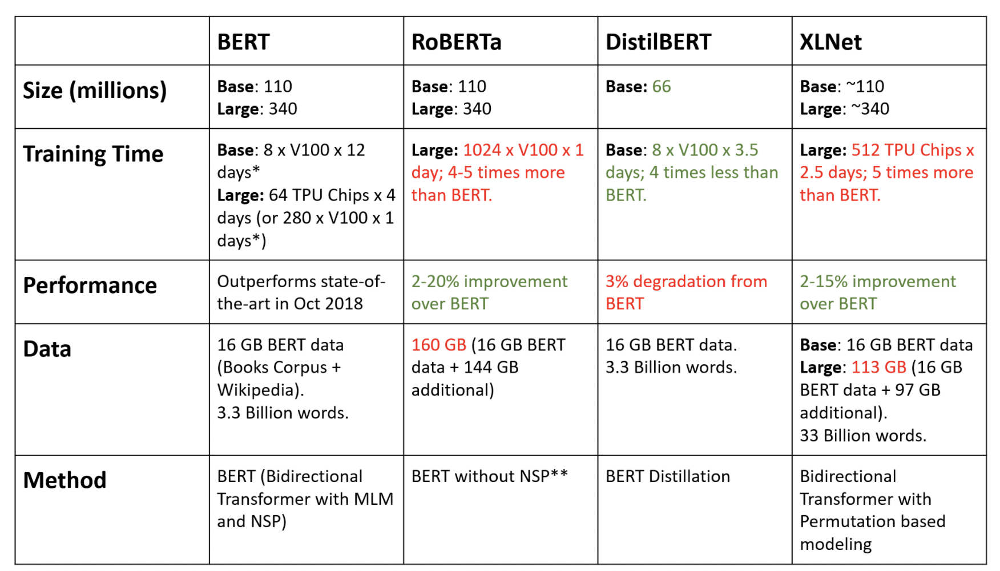 BERT
RoBERTa
DistilBERT
XLNet
Size (millions)
Base: 110
Large: 340
Base: 110
Large: 340
Base: 66
Base: ~110
Large: ~340
Training Time
Base: 8 x V100 x 12
days*
Large: 64 TPU Chips x 4
days (or 280 x V100 x 1
days*)
Large: 1024 x V100 x 1
day; 4-5 times more
than BERT.
Base: 8 x V100 x 3.5
days; 4 times less than
BERT.
Large: 512 TPU Chips x
2.5 days; 5 times more
than BERT.
Performance
Outperforms state-of-
the-art in Oct 2018
2-20% improvement
over BERT
3% degradation from
BERT
2-15% improvement
over BERT
Data
16 GB BERT data
(Books Corpus +
Wikipedia).
3.3 Billion words.
160 GB (16 GB BERT
data + 144 GB
additional)
16 GB BERT data.
3.3 Billion words.
Base: 16 GB BERT data
Large: 113 GB (16 GB
BERT data + 97 GB
additional).
33 Billion words.
Method
BERT (Bidirectional
Transformer with MLM
and NSP)
BERT without NSP**
BERT Distillation
Bidirectional
Transformer with
Permutation based
modeling